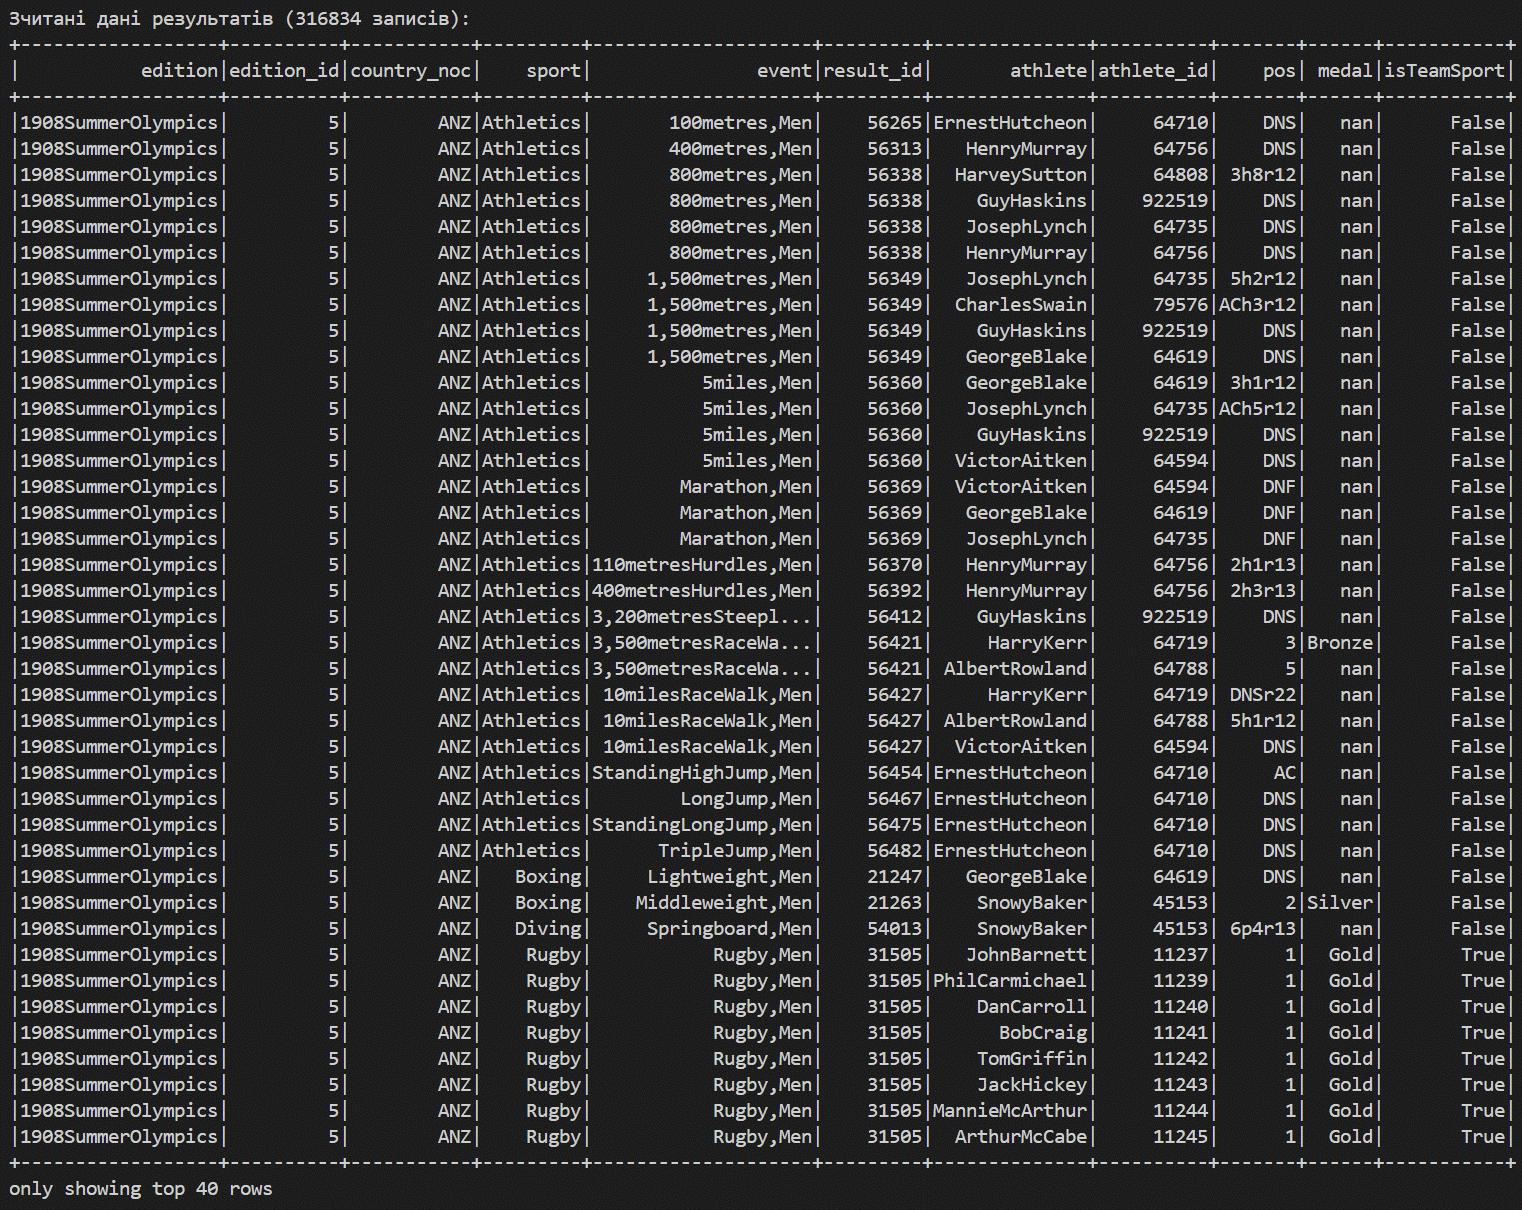 Зчитані дані результатів (316834 записів):
+------------------+----------+-----------+---------+--------------------+---------+--------------+----------+-------+------+-----------+
|           edition|edition_id|country_noc|    sport|               event|result_id|       athlete|athlete_id|    pos| medal|isTeamSport|
+------------------+----------+-----------+---------+--------------------+---------+--------------+----------+-------+------+-----------+
|1908SummerOlympics|         5|        ANZ|Athletics|       100metres,Men|    56265|ErnestHutcheon|     64710|    DNS|   nan|      False|
|1908SummerOlympics|         5|        ANZ|Athletics|       400metres,Men|    56313|   HenryMurray|     64756|    DNS|   nan|      False|
|1908SummerOlympics|         5|        ANZ|Athletics|       800metres,Men|    56338|  HarveySutton|     64808| 3h8r12|   nan|      False|
|1908SummerOlympics|         5|        ANZ|Athletics|       800metres,Men|    56338|    GuyHaskins|    922519|    DNS|   nan|      False|
|1908SummerOlympics|         5|        ANZ|Athletics|       800metres,Men|    56338|   JosephLynch|     64735|    DNS|   nan|      False|
|1908SummerOlympics|         5|        ANZ|Athletics|       800metres,Men|    56338|   HenryMurray|     64756|    DNS|   nan|      False|
|1908SummerOlympics|         5|        ANZ|Athletics|     1,500metres,Men|    56349|   JosephLynch|     64735| 5h2r12|   nan|      False|
|1908SummerOlympics|         5|        ANZ|Athletics|     1,500metres,Men|    56349|  CharlesSwain|     79576|ACh3r12|   nan|      False|
|1908SummerOlympics|         5|        ANZ|Athletics|     1,500metres,Men|    56349|    GuyHaskins|    922519|    DNS|   nan|      False|
|1908SummerOlympics|         5|        ANZ|Athletics|     1,500metres,Men|    56349|   GeorgeBlake|     64619|    DNS|   nan|      False|
|1908SummerOlympics|         5|        ANZ|Athletics|          5miles,Men|    56360|   GeorgeBlake|     64619| 3h1r12|   nan|      False|
|1908SummerOlympics|         5|        ANZ|Athletics|          5miles,Men|    56360|   JosephLynch|     64735|ACh5r12|   nan|      False|
|1908SummerOlympics|         5|        ANZ|Athletics|          5miles,Men|    56360|    GuyHaskins|    922519|    DNS|   nan|      False|
|1908SummerOlympics|         5|        ANZ|Athletics|          5miles,Men|    56360|  VictorAitken|     64594|    DNS|   nan|      False|
|1908SummerOlympics|         5|        ANZ|Athletics|        Marathon,Men|    56369|  VictorAitken|     64594|    DNF|   nan|      False|
|1908SummerOlympics|         5|        ANZ|Athletics|        Marathon,Men|    56369|   GeorgeBlake|     64619|    DNF|   nan|      False|
|1908SummerOlympics|         5|        ANZ|Athletics|        Marathon,Men|    56369|   JosephLynch|     64735|    DNF|   nan|      False|
|1908SummerOlympics|         5|        ANZ|Athletics|110metresHurdles,Men|    56370|   HenryMurray|     64756| 2h1r13|   nan|      False|
|1908SummerOlympics|         5|        ANZ|Athletics|400metresHurdles,Men|    56392|   HenryMurray|     64756| 2h3r13|   nan|      False|
|1908SummerOlympics|         5|        ANZ|Athletics|3,200metresSteepl...|    56412|    GuyHaskins|    922519|    DNS|   nan|      False|
|1908SummerOlympics|         5|        ANZ|Athletics|3,500metresRaceWa...|    56421|     HarryKerr|     64719|      3|Bronze|      False|
|1908SummerOlympics|         5|        ANZ|Athletics|3,500metresRaceWa...|    56421| AlbertRowland|     64788|      5|   nan|      False|
|1908SummerOlympics|         5|        ANZ|Athletics| 10milesRaceWalk,Men|    56427|     HarryKerr|     64719| DNSr22|   nan|      False|
|1908SummerOlympics|         5|        ANZ|Athletics| 10milesRaceWalk,Men|    56427| AlbertRowland|     64788| 5h1r12|   nan|      False|
|1908SummerOlympics|         5|        ANZ|Athletics| 10milesRaceWalk,Men|    56427|  VictorAitken|     64594|    DNS|   nan|      False|
|1908SummerOlympics|         5|        ANZ|Athletics|StandingHighJump,Men|    56454|ErnestHutcheon|     64710|     AC|   nan|      False|
|1908SummerOlympics|         5|        ANZ|Athletics|        LongJump,Men|    56467|ErnestHutcheon|     64710|    DNS|   nan|      False|
|1908SummerOlympics|         5|        ANZ|Athletics|StandingLongJump,Men|    56475|ErnestHutcheon|     64710|    DNS|   nan|      False|
|1908SummerOlympics|         5|        ANZ|Athletics|      TripleJump,Men|    56482|ErnestHutcheon|     64710|    DNS|   nan|      False|
|1908SummerOlympics|         5|        ANZ|   Boxing|     Lightweight,Men|    21247|   GeorgeBlake|     64619|    DNS|   nan|      False|
|1908SummerOlympics|         5|        ANZ|   Boxing|    Middleweight,Men|    21263|    SnowyBaker|     45153|      2|Silver|      False|
|1908SummerOlympics|         5|        ANZ|   Diving|     Springboard,Men|    54013|    SnowyBaker|     45153| 6p4r13|   nan|      False|
|1908SummerOlympics|         5|        ANZ|    Rugby|           Rugby,Men|    31505|   JohnBarnett|     11237|      1|  Gold|       True|
|1908SummerOlympics|         5|        ANZ|    Rugby|           Rugby,Men|    31505|PhilCarmichael|     11239|      1|  Gold|       True|
|1908SummerOlympics|         5|        ANZ|    Rugby|           Rugby,Men|    31505|    DanCarroll|     11240|      1|  Gold|       True|
|1908SummerOlympics|         5|        ANZ|    Rugby|           Rugby,Men|    31505|      BobCraig|     11241|      1|  Gold|       True|
|1908SummerOlympics|         5|        ANZ|    Rugby|           Rugby,Men|    31505|    TomGriffin|     11242|      1|  Gold|       True|
|1908SummerOlympics|         5|        ANZ|    Rugby|           Rugby,Men|    31505|    JackHickey|     11243|      1|  Gold|       True|
|1908SummerOlympics|         5|        ANZ|    Rugby|           Rugby,Men|    31505|MannieMcArthur|     11244|      1|  Gold|       True|
|1908SummerOlympics|         5|        ANZ|    Rugby|           Rugby,Men|    31505|  ArthurMcCabe|     11245|      1|  Gold|       True|
+------------------+----------+-----------+---------+--------------------+---------+--------------+----------+-------+------+-----------+
only showing top 40 rows